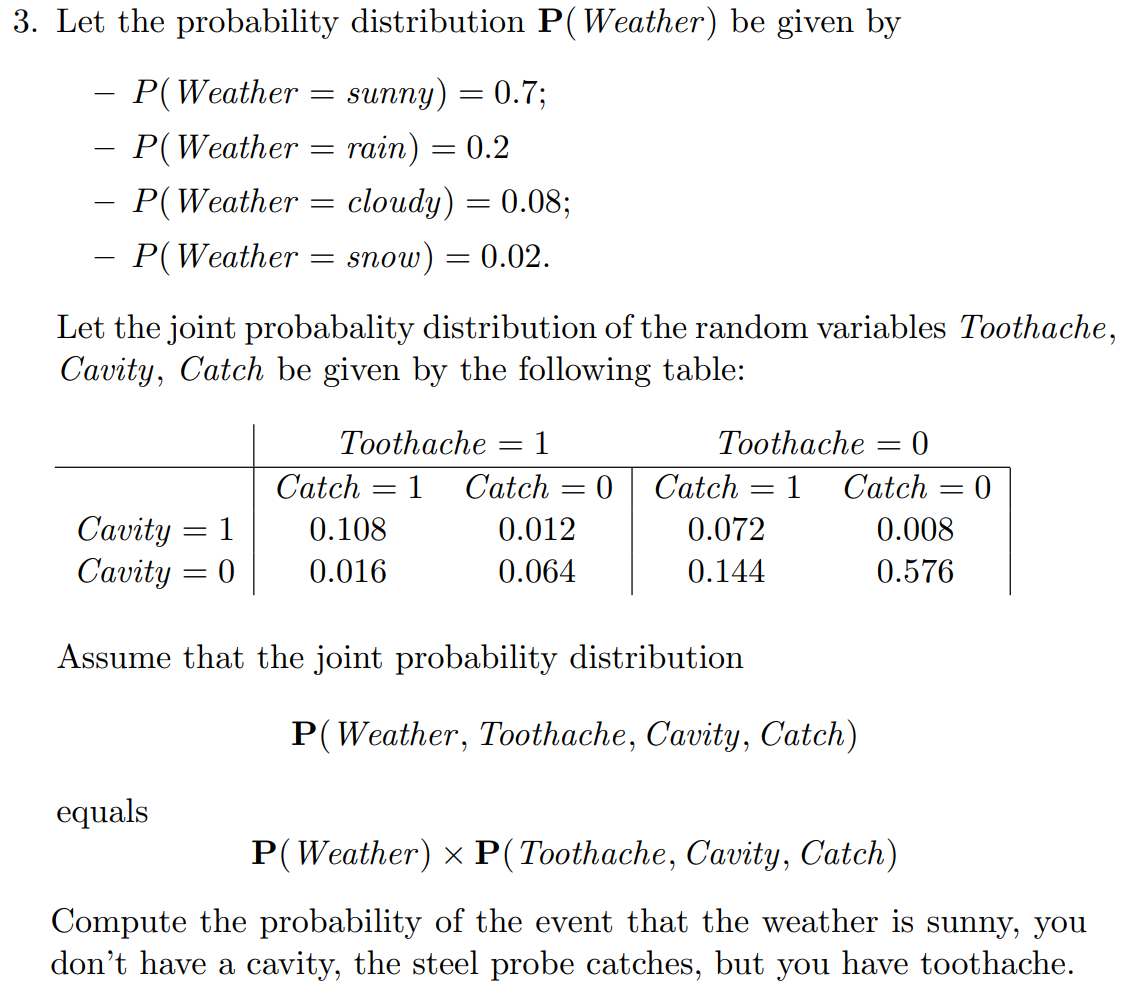 3. Let the probability distribution P(Weather) be given by
– P(Weather = sunny) = 0.7;
– P(Weather = rain) = 0.2
– P(Weather = cloudy) = 0.08;
– P(Weather = snow) = 0.02.
Let the joint probabality distribution of the random variables Toothache,
Cavity, Catch be given by the following table:
Toothache = 1 Toothache = 0
Catch = 1 Catch = 0 Catch = 1 Catch = 0
Cavity = 1 0.108 0.012 0.072 0.008
Cavity = 0 0.016 0.064 0.144 0.576
Assume that the joint probability distribution
P(Weather, Toothache, Cavity, Catch)
equals
P(Weather) × P(Toothache, Cavity, Catch)
Compute the probability of the event that the weather is sunny, you
don't have a cavity, the steel probe catches, but you have toothache.